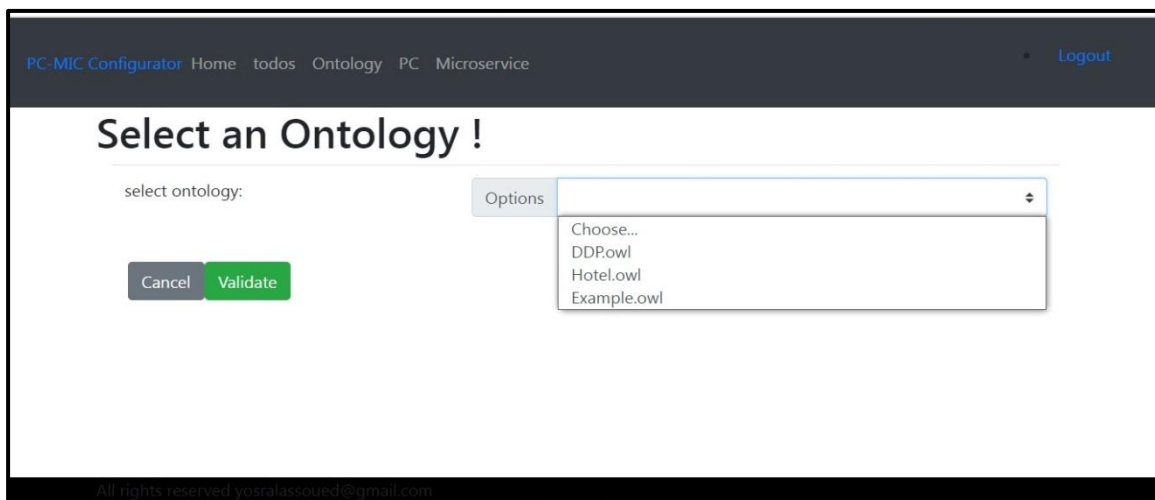 PC-MIC Configurator Home todos Ontology PC Microservice Logout
Select an Ontology !
select ontology: Options
Choose...
DDP.owl
Hotel.owl
Example.owl
Cancel Validate
All rights reserved yosralassoued@gmail.com